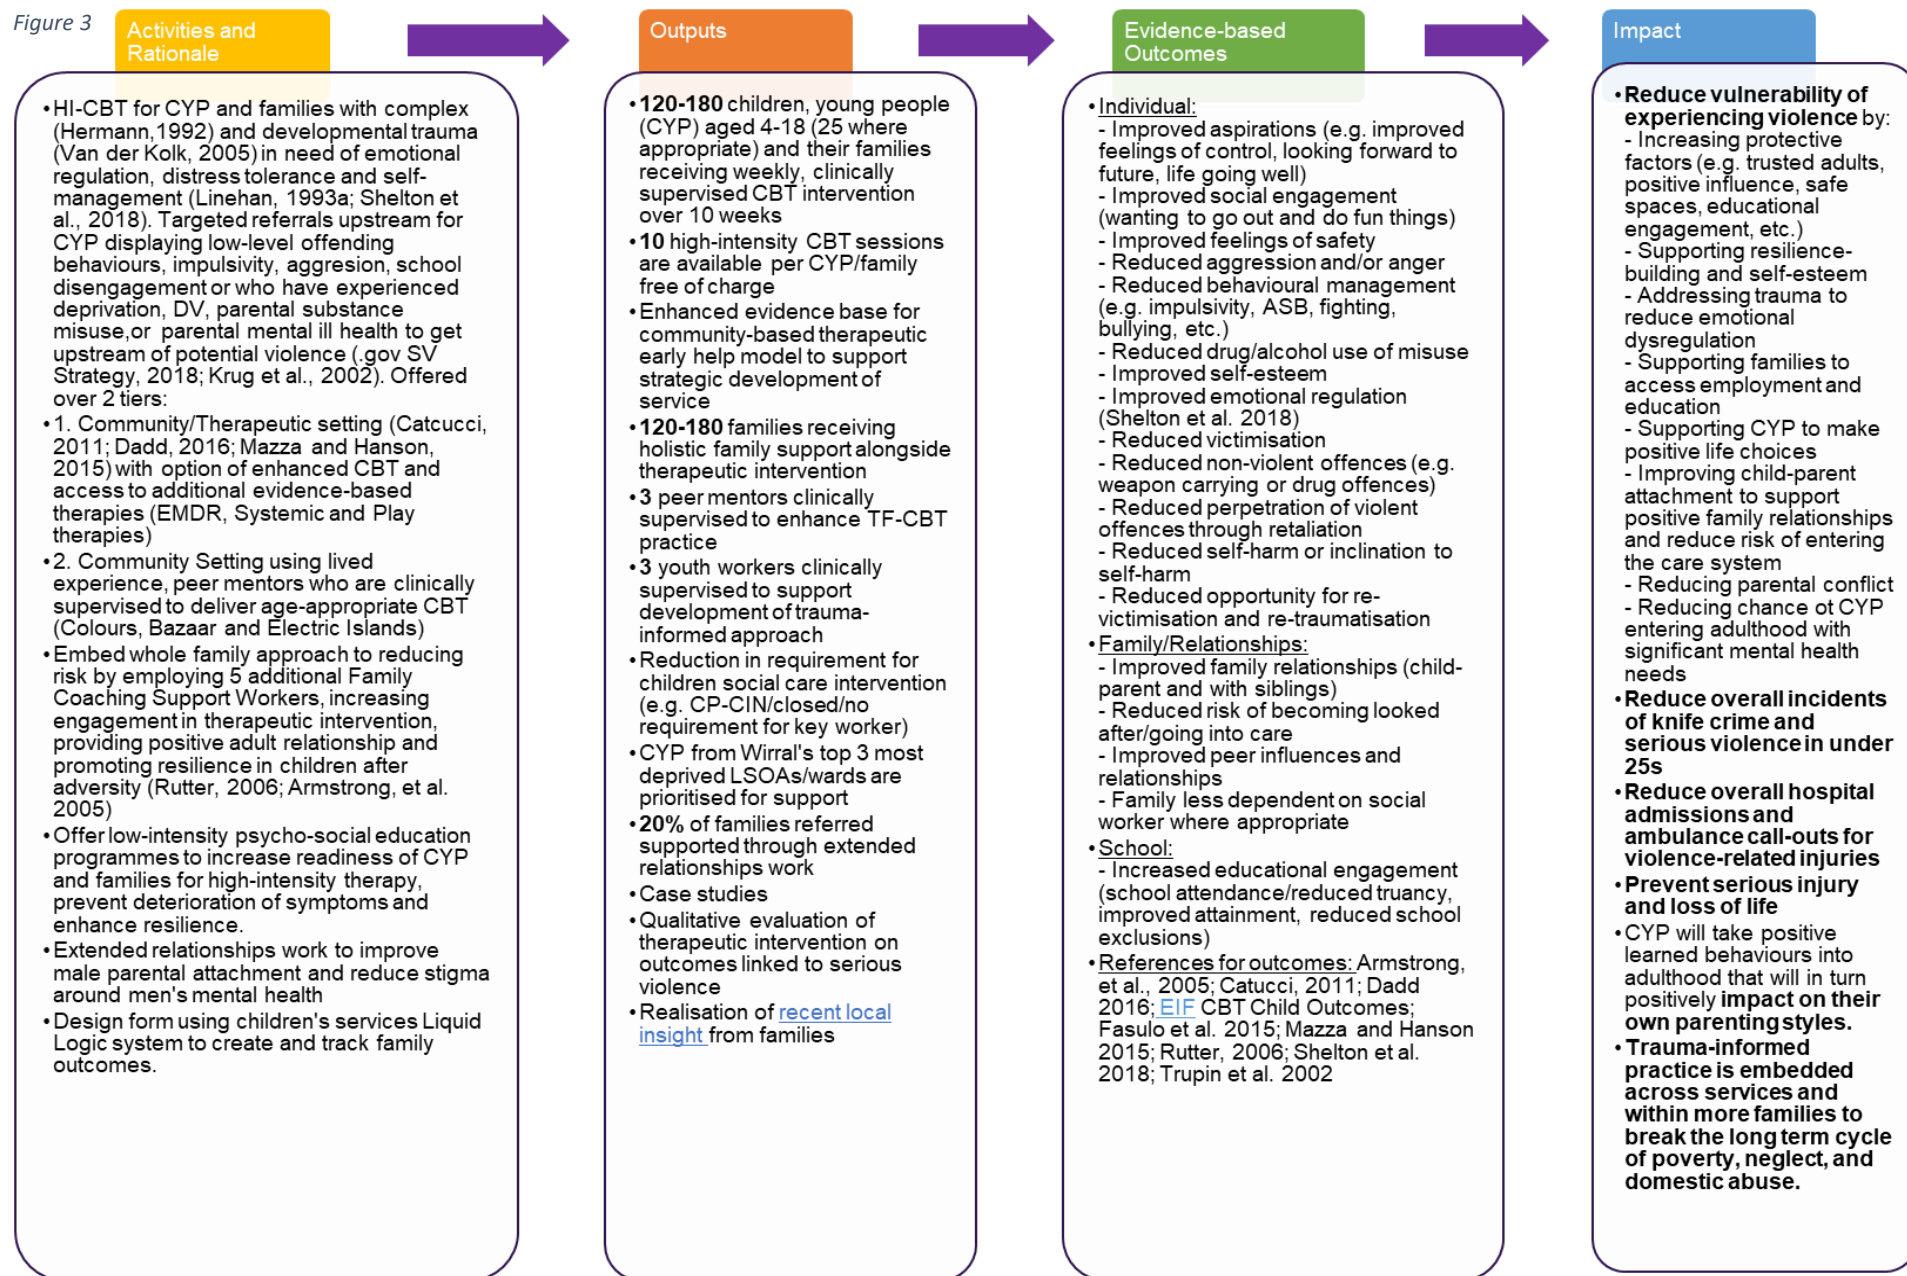 Figure 3
Activities and
Rationale
Outputs
Evidence-based
Outcomes
Impact
•HI-CBT for CYP and families with complex
(Hermann,1992) and developmental trauma
(Van der Kolk, 2005) in need of emotional
regulation, distress tolerance and self-
management (Linehan, 1993a; Shelton et
al., 2018). Targeted referrals upstream for
CYP displaying low-level offending
behaviours, impulsivity, aggresion, school
disengagement or who have experienced
deprivation, DV, parental substance
misuse,or parental mental ill health to get
upstream of potential violence (.gov SV
Strategy, 2018; Krug et al., 2002). Offered
over 2 tiers:
•1. Community/Therapeutic setting (Catcucci,
2011; Dadd, 2016; Mazza and Hanson,
2015) with option of enhanced CBT and
access to additional evidence-based
therapies (EMDR, Systemic and Play
therapies)
•2. Community Setting using lived
experience, peer mentors who are clinically
supervised to deliver age-appropriate CBT
(Colours, Bazaar and Electric Islands)
•Embed whole family approach to reducing
risk by employing 5 additional Family
Coaching Support Workers, increasing
engagement in therapeutic intervention,
providing positive adult relationship and
promoting resilience in children after
adversity (Rutter, 2006; Armstrong, et al.
2005)
•Offer low-intensity psycho-social education
programmes to increase readiness of CYP
and families for high-intensity therapy,
prevent deterioration of symptoms and
enhance resilience.
•Extended relationships work to improve
male parental attachment and reduce stigma
around men's mental health
•Design form using children's services Liquid
Logic system to create and track family
outcomes.
•120-180 children, young people
(CYP) aged 4-18 (25 where
appropriate) and their families
receiving weekly, clinically
supervised CBT intervention
over 10 weeks
•10 high-intensity CBT sessions
are available per CYP/family
free of charge
•Enhanced evidence base for
community-based therapeutic
early help model to support
strategic development of
service
•120-180 families receiving
holistic family support alongside
therapeutic intervention
•3 peer mentors clinically
supervised to enhance TF-CBT
practice
•3 youth workers clinically
supervised to support
development of trauma-
informed approach
•Reduction in requirement for
children social care intervention
(e.g. CP-CIN/closed/no
requirement for key worker)
•CYP from Wirral's top 3 most
deprived LSOAs/wards are
prioritised for support
•20% of families referred
supported through extended
relationships work
•Case studies
•Qualitative evaluation of
therapeutic intervention on
outcomes linked to serious
violence
•Realisation of recent local
insight from families
•Individual:
- Improved aspirations (e.g. improved
feelings of control, looking forward to
future, life going well)
- Improved social engagement
(wanting to go out and do fun things)
- Improved feelings of safety
- Reduced aggression and/or anger
- Reduced behavioural management
(e.g. impulsivity, ASB, fighting,
bullying, etc.)
- Reduced drug/alcohol use of misuse
- Improved self-esteem
- Improved emotional regulation
(Shelton et al. 2018)
- Reduced victimisation
- Reduced non-violent offences (e.g.
weapon carrying or drug offences)
- Reduced perpetration of violent
offences through retaliation
- Reduced self-harm or inclination to
self-harm
- Reduced opportunity for re-
victimisation and re-traumatisation
•Family/Relationships:
- Improved family relationships (child-
parent and with siblings)
- Reduced risk of becoming looked
after/going into care
- Improved peer influences and
relationships
- Family less dependent on social
worker where appropriate
•School:
- Increased educational engagement
(school attendance/reduced truancy,
improved attainment, reduced school
exclusions)
•References for outcomes: Armstrong,
et al., 2005; Catucci, 2011; Dadd
2016; EIF CBT Child Outcomes;
Fasulo et al. 2015; Mazza and Hanson
2015; Rutter, 2006; Shelton et al.
2018; Trupin et al. 2002
•Reduce vulnerability of
experiencing violence by:
- Increasing protective
factors (e.g. trusted adults,
positive influence, safe
spaces, educational
engagement, etc.)
- Supporting resilience-
building and self-esteem
- Addressing trauma to
reduce emotional
dysregulation
- Supporting families to
access employment and
education
- Supporting CYP to make
positive life choices
- Improving child-parent
attachment to support
positive family relationships
and reduce risk of entering
the care system
- Reducing parental conflict
- Reducing chance ot CYP
entering adulthood with
significant mental health
needs
•Reduce overall incidents
of knife crime and
serious violence in under
25s
•Reduce overall hospital
admissions and
ambulance call-outs for
violence-related injuries
•Prevent serious injury
and loss of life
•CYP will take positive
learned behaviours into
adulthood that will in turn
positively impact on their
own parenting styles.
•Trauma-informed
practice is embedded
across services and
within more families to
break the long term cycle
of poverty, neglect, and
domestic abuse.